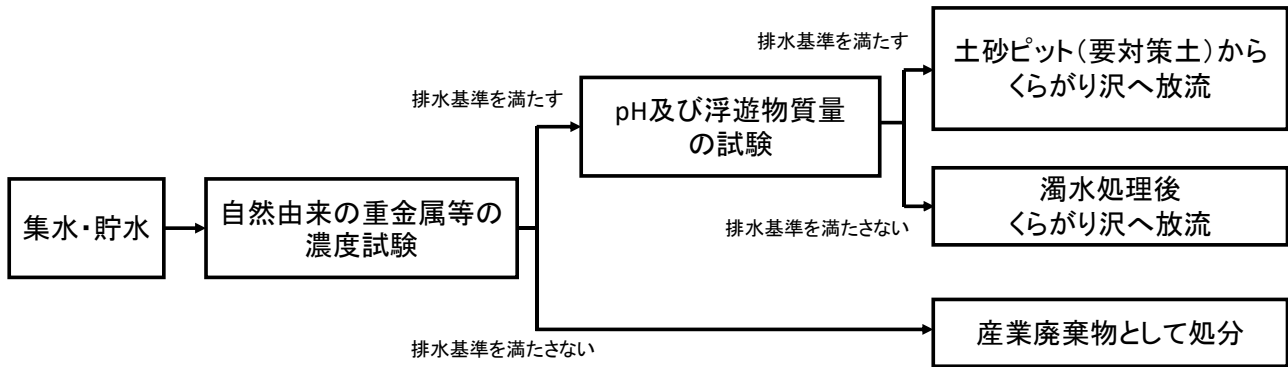 集水・貯水
自然由来の重金属等の
濃度試験
排水基準を満たす
pH及び浮遊物質量
の試験
排水基準を満たす
土砂ピット(要対策土)から
くらがり沢へ放流
排水基準を満たさない
濁水処理後
くらがり沢へ放流
排水基準を満たさない
産業廃棄物として処分